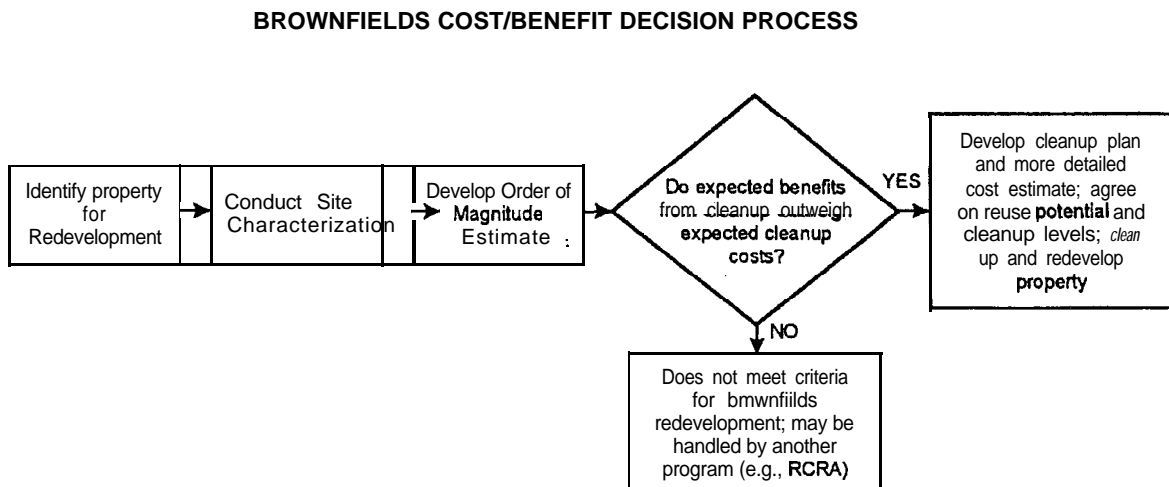 BROWNFIELDS COST/BENEFIT DECISION PROCESS
Identify property
for
Redevelopment
Conduct Site
Characterization
Develop Order of
Magnitude
Estimate :
Do expected benefits
from cleanup outweigh
expected cleanup
costs?
YES
Develop cleanup plan
and more detailed
cost estimate; agree
on reuse potential and
cleanup levels; clean
up and redevelop
property
NO
Does not meet criteria
for bmwnfiilds
redevelopment; may be
handled by another
program (e.g., RCRA)